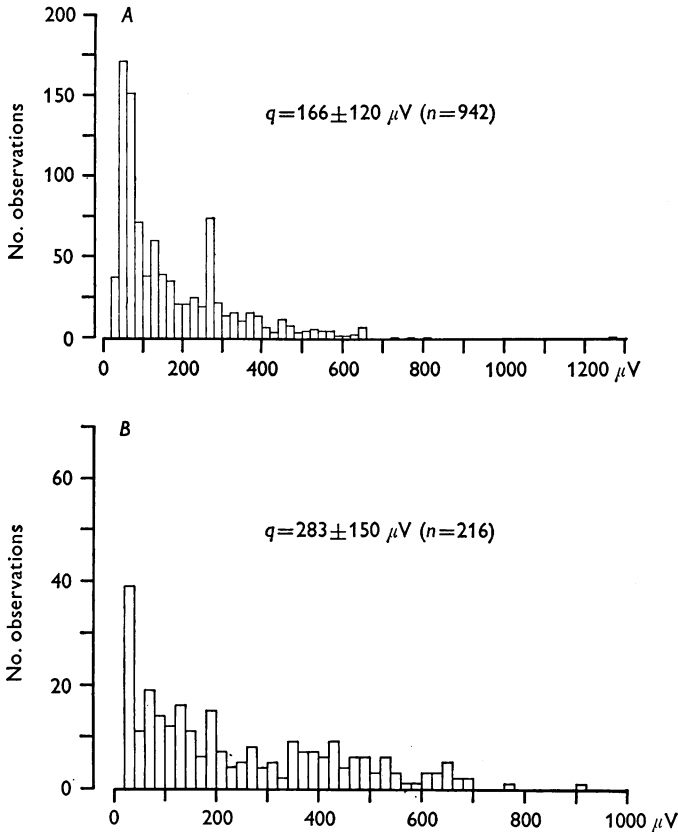 A
200
150
100
50
0
No. observations
q=166±120 μV (n=942)
0 200 400 600 800 1000 1200 μV
B
60
40
20
0
No. observations
q=283±150 μV (n=216)
0 200 400 600 800 1000 μV